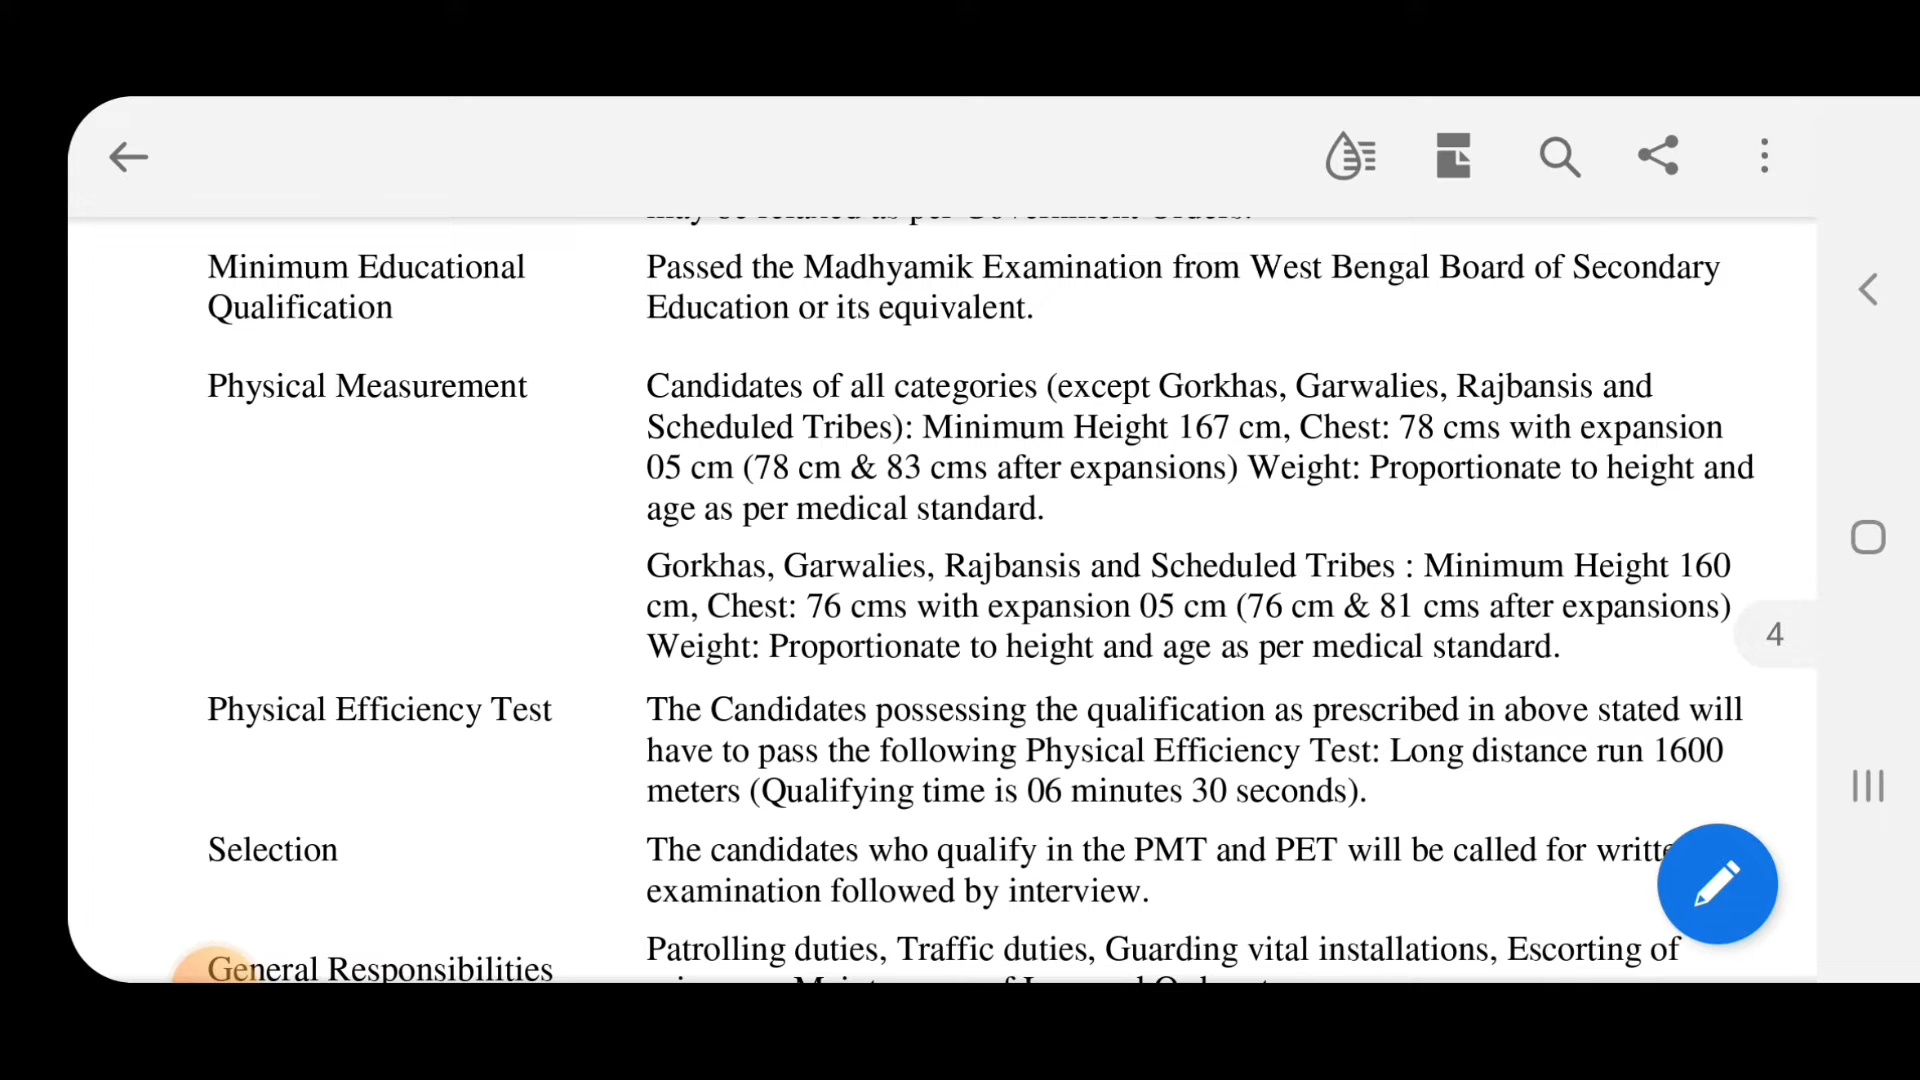 may be relaxed as per Government Orders.
Minimum Educational
Qualification
Passed the Madhyamik Examination from West Bengal Board of Secondary
Education or its equivalent.
Physical Measurement
Candidates of all categories (except Gorkhas, Garwalies, Rajbansis and
Scheduled Tribes): Minimum Height 167 cm, Chest: 78 cms with expansion
05 cm (78 cm & 83 cms after expansions) Weight: Proportionate to height and
age as per medical standard.
Gorkhas, Garwalies, Rajbansis and Scheduled Tribes : Minimum Height 160
cm, Chest: 76 cms with expansion 05 cm (76 cm & 81 cms after expansions)
Weight: Proportionate to height and age as per medical standard.
4
Physical Efficiency Test
The Candidates possessing the qualification as prescribed in above stated will
have to pass the following Physical Efficiency Test: Long distance run 1600
meters (Qualifying time is 06 minutes 30 seconds).
Selection
The candidates who qualify in the PMT and PET will be called for
examination followed by interview.
General Responsibilities
Patrolling duties, Traffic duties, Guarding vital installations, Escorting of